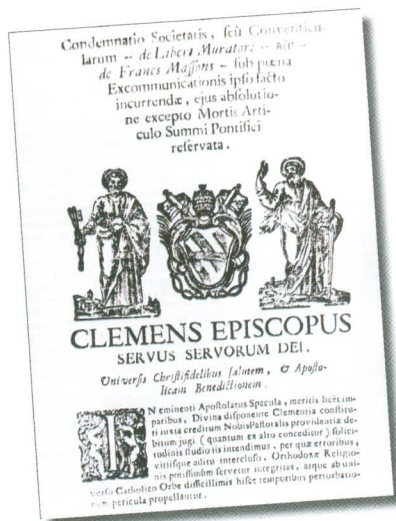 Condemnatio Societatis, seù Conventicu-
larum – de Liberi Muratori – aut –
de Francs Massons – sub pœna
Excommunicationis ipso facto
incurrendæ, ejus absolutio-
ne excepto Mortis Arti-
culo Summi Pontifici
reservata.
CLEMENS EPISCOPUS
SERVUS SERVORUM DEI.
Universis Christifidelibus salutem, & Aposto-
licam Benedictionem.
IN eminenti Apostolatus Specula, meritis licèt im-
paribus, Divina disponente Clementia constitu-
ti iuxta creditum Nobis Pastoralis providentiæ de-
bitum jugi (quantum ex alto conceditur) solici-
tudinis studio iis intendimus, per quæ erroribus,
vitiisque aditu intercluso, Orthodoxæ Religio-
nis potissimùm servetur integritas, atque ab uni-
verso Catholico Orbe difficillimis hisce temporibus perturbatio-
num pericula propellantur.